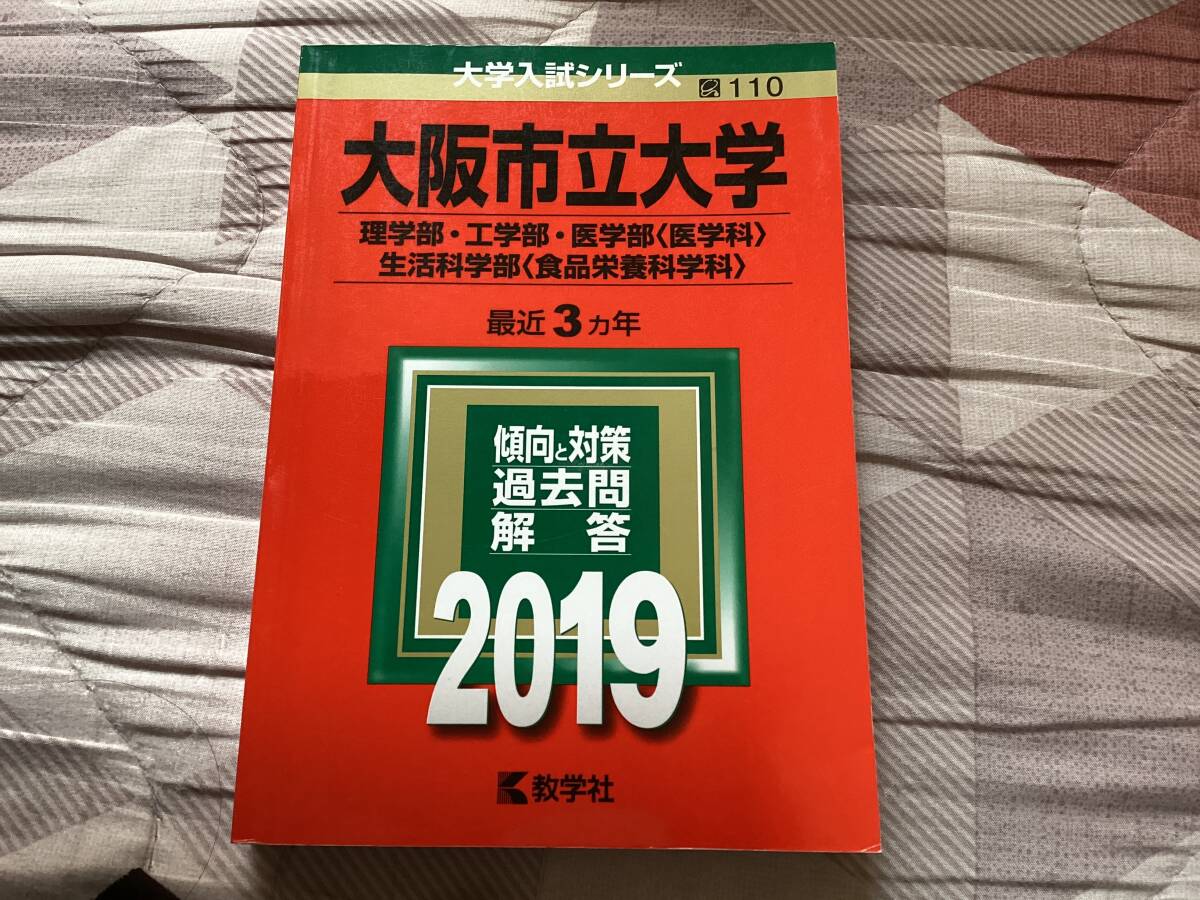 大学入試シリーズ
110
大阪市立大学
理学部・工学部・医学部〈医学科〉
生活科学部〈食品栄養科学科〉
最近3カ年
傾向と対策
過去問
解答
2019
教学社